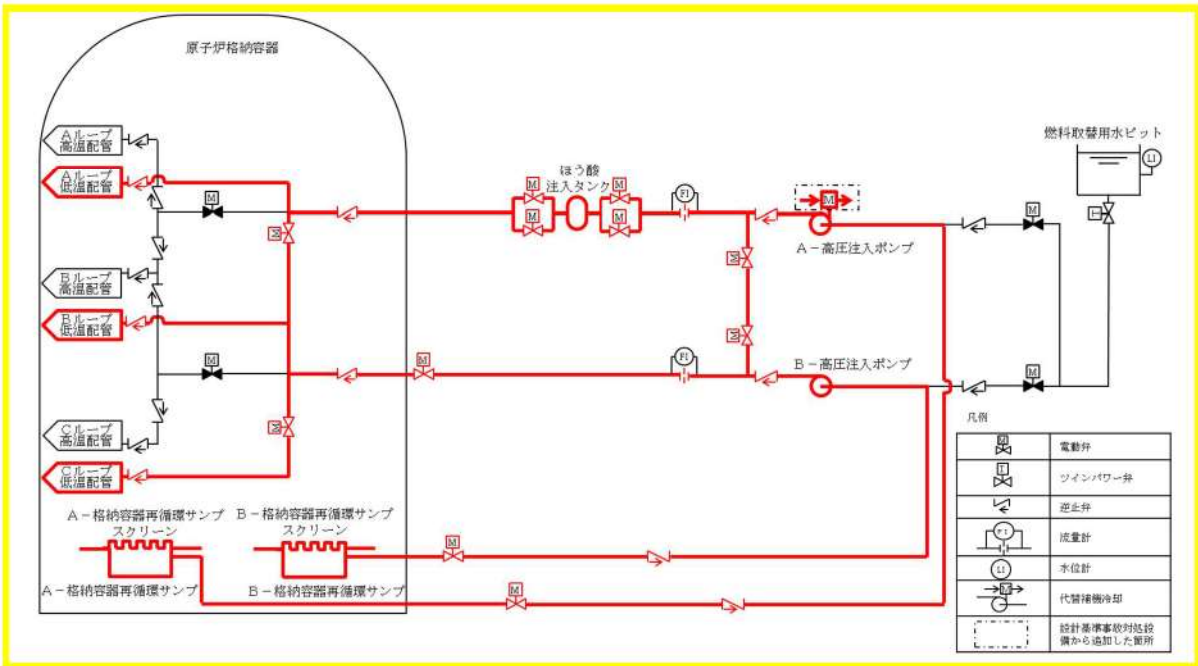 原子炉格納容器
燃料取替用水ピット
LI
Aループ
高温配管
Aループ
低温配管
M
M
ほう酸
注入タンク
M
M
M
M
FI
M
A-高圧注入ポンプ
T
M
M
M
Bループ
高温配管
Bループ
低温配管
M
M
M
FI
B-高圧注入ポンプ
M
M
Cループ
高温配管
Cループ
低温配管
A-格納容器再循環サンプ
スクリーン
B-格納容器再循環サンプ
スクリーン
A-格納容器再循環サンプ
B-格納容器再循環サンプ
M
M
凡例
M
電動弁
T
ツインパワー弁
逆止弁
FI
流量計
LI
水位計
M
代替補機冷却
設計基準事故対処設
備から追加した箇所